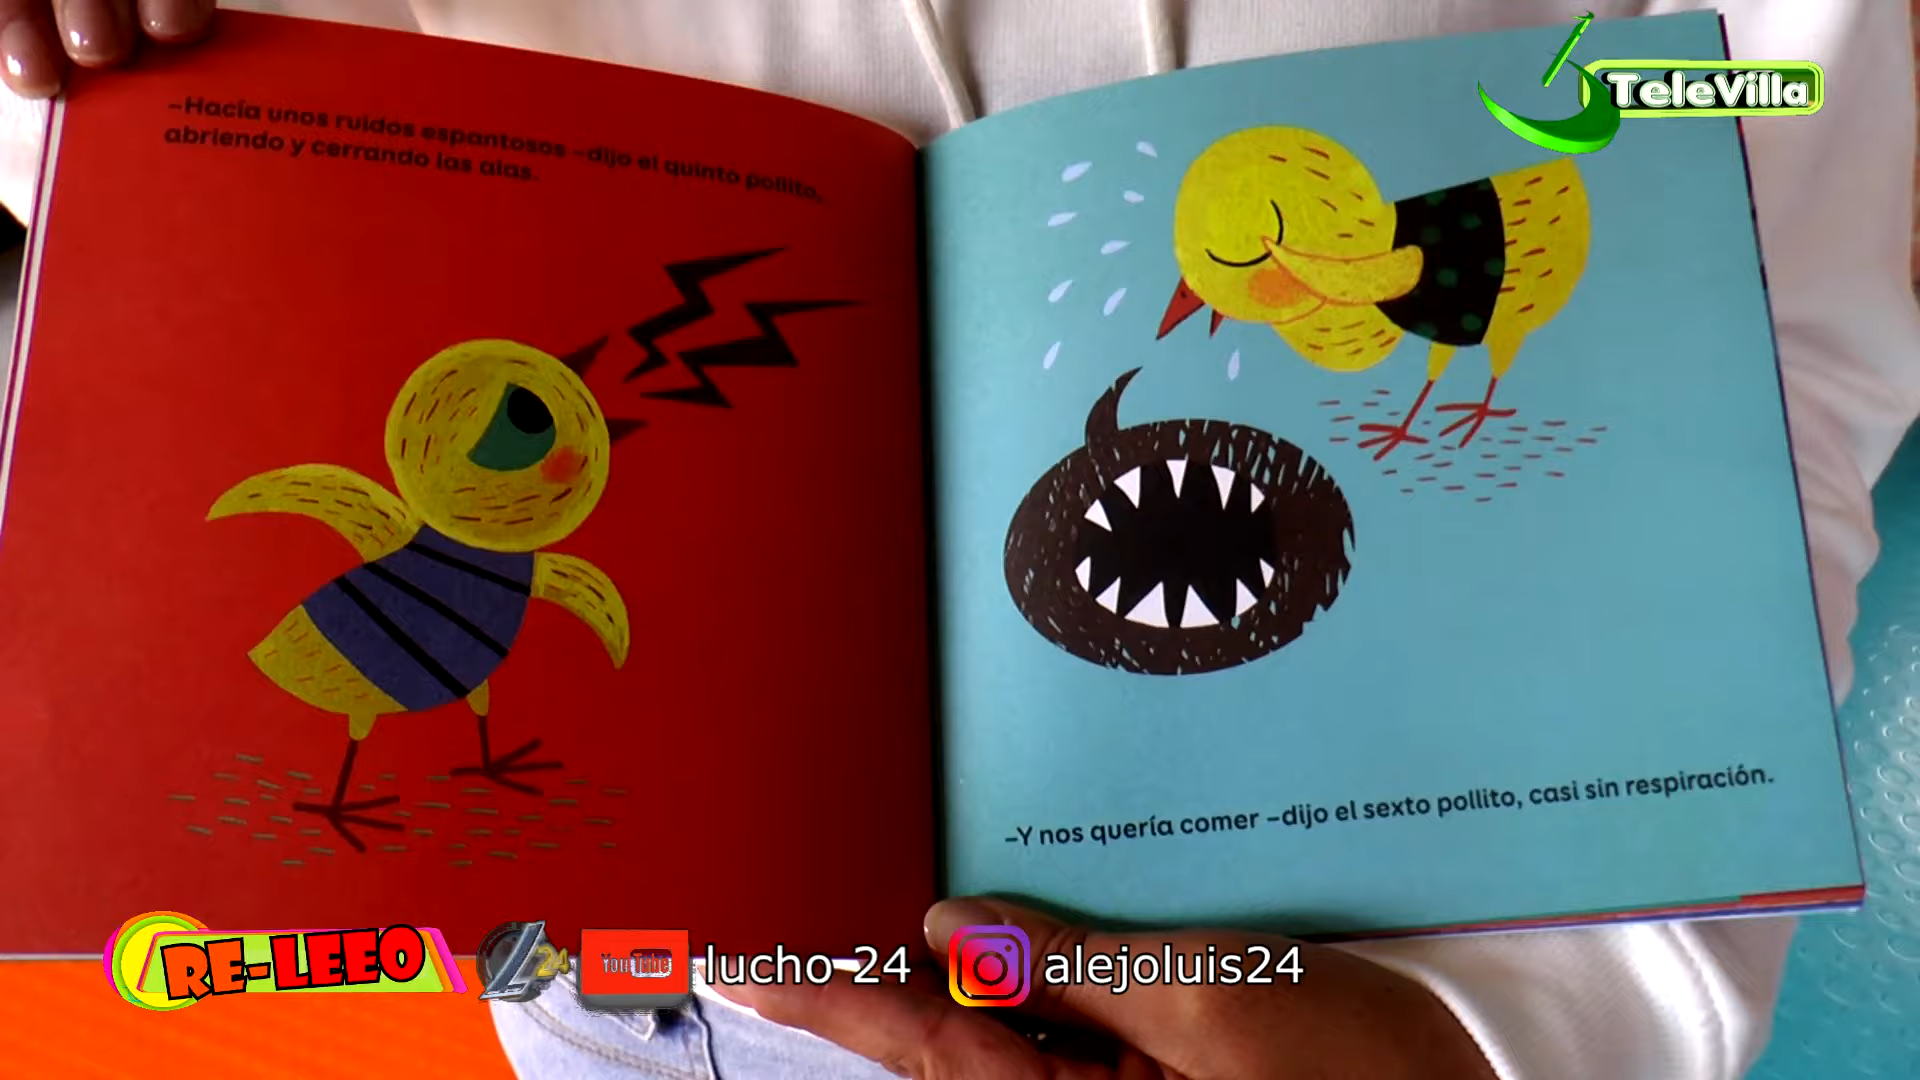 –Hacía unos ruidos espantosos –dijo el quinto pollito,
abriendo y cerrando las alas.
TeleVilla
–Y nos quería comer –dijo el sexto pollito, casi sin respiración.
RE-LEEO
L24
YouTube
lucho 24
alejoluis24